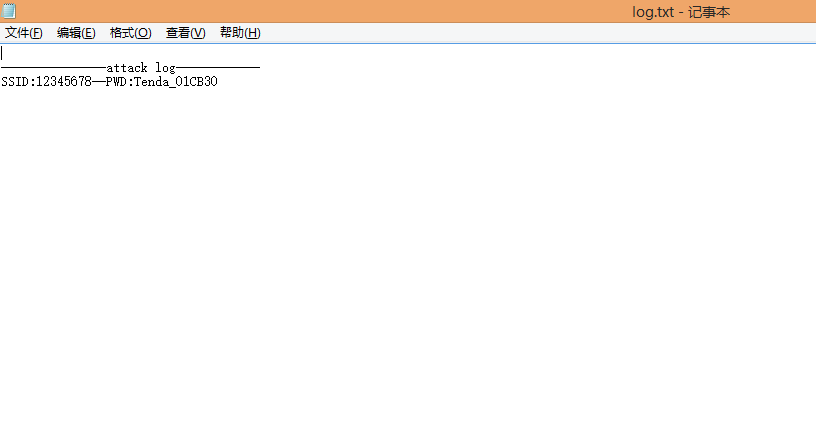 log.txt - 记事本
文件(F) 编辑(E) 格式(O) 查看(V) 帮助(H)
———————————————attack log————————————
SSID:12345678——PWD:Tenda_01CB30